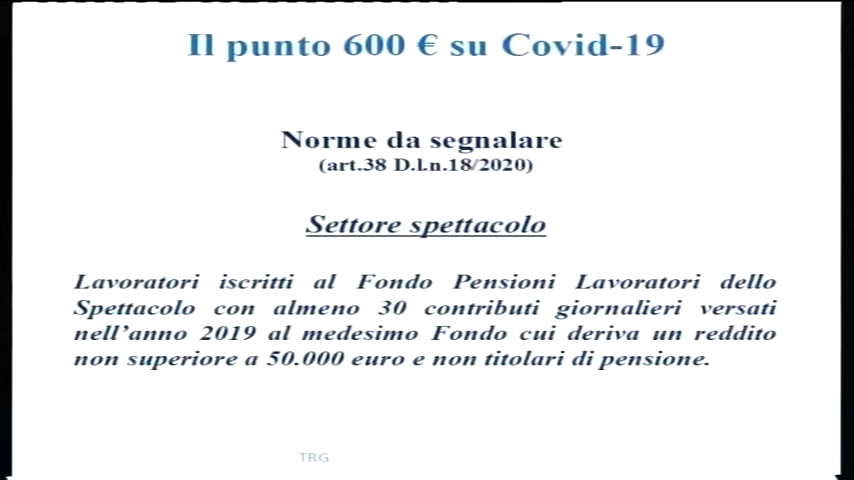 Il punto 600 € su Covid-19
Norme da segnalare
(art.38 D.l.n.18/2020)
Settore spettacolo
Lavoratori iscritti al Fondo Pensioni Lavoratori dello
Spettacolo con almeno 30 contributi giornalieri versati
nell'anno 2019 al medesimo Fondo cui deriva un reddito
non superiore a 50.000 euro e non titolari di pensione.
TRG